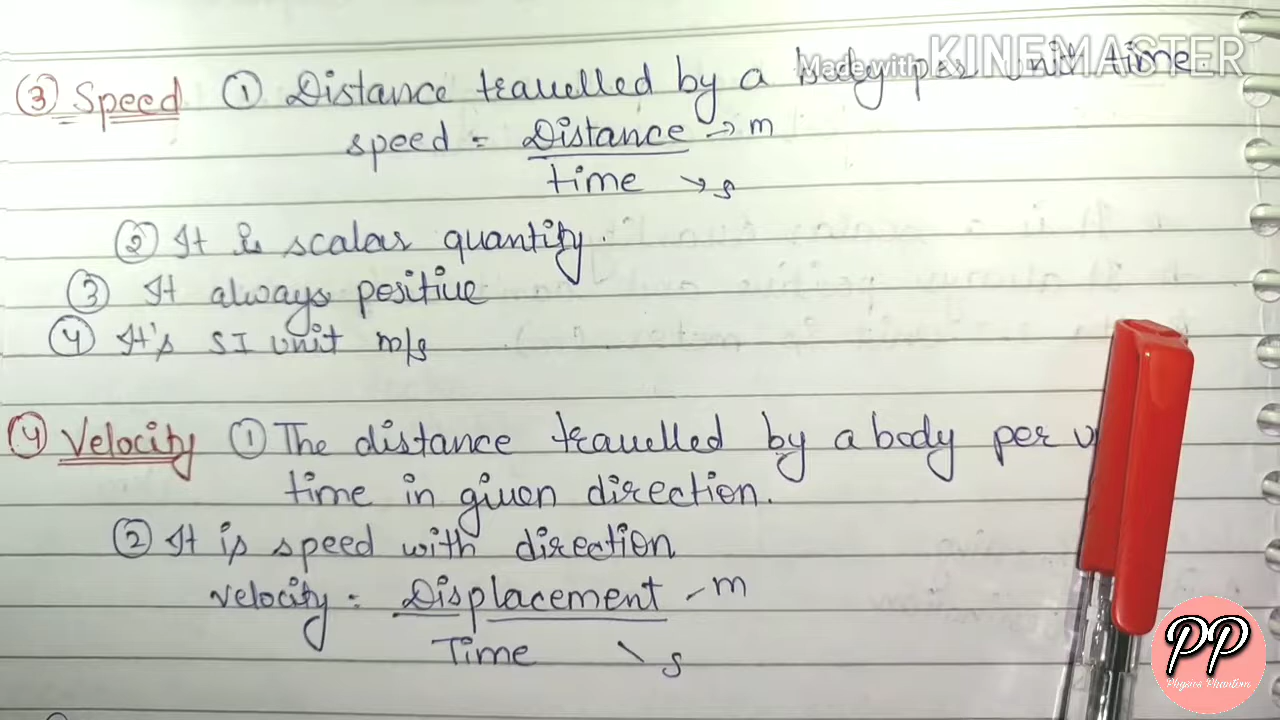 Made with KINEMASTER
③ Speed ① Distance travelled by a body per unit time
speed = Distance → m
time → s
② It is scalar quantity.
③ It always positive
④ It's SI unit m/s
④ Velocity ① The distance travelled by a body per
time in given direction.
② It is speed with direction
velocity = Displacement - m
Time \ s
PP
Physics Phantom